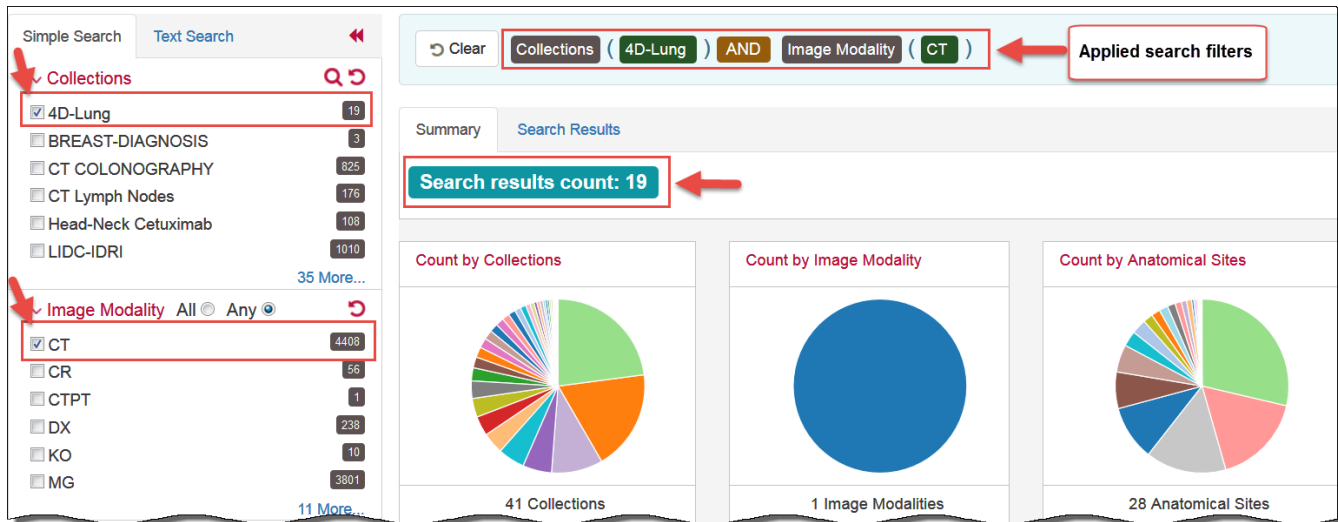 Simple Search
Text Search
Collections
4D-Lung 19
BREAST-DIAGNOSIS 3
CT COLONOGRAPHY 825
CT Lymph Nodes 176
Head-Neck Cetuximab 108
LIDC-IDRI 1010
35 More...
Image Modality All Any
CT 4408
CR 56
CTPT 1
DX 238
KO 10
MG 3801
11 More...
Clear Collections ( 4D-Lung ) AND Image Modality ( CT )
Applied search filters
Summary
Search Results
Search results count: 19
Count by Collections
41 Collections
Count by Image Modality
1 Image Modalities
Count by Anatomical Sites
28 Anatomical Sites